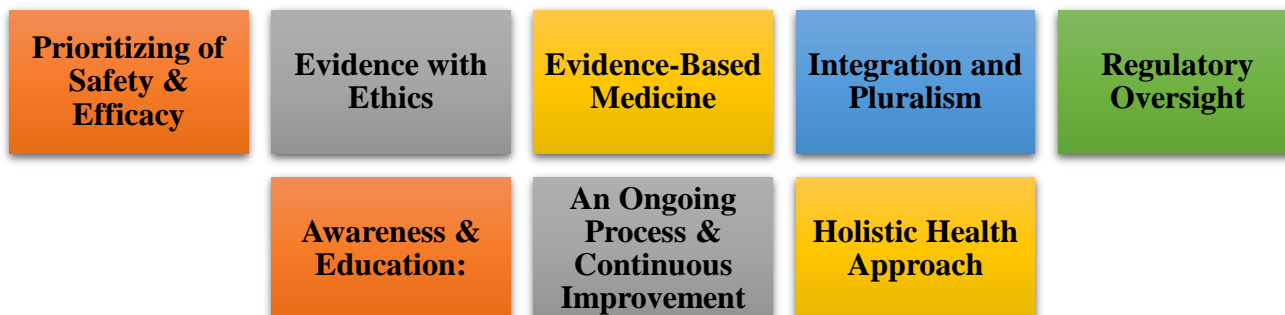 Prioritizing of
Safety &
Efficacy
Evidence with
Ethics
Evidence-Based
Medicine
Integration and
Pluralism
Regulatory
Oversight
Awareness &
Education:
An Ongoing
Process &
Continuous
Improvement
Holistic Health
Approach